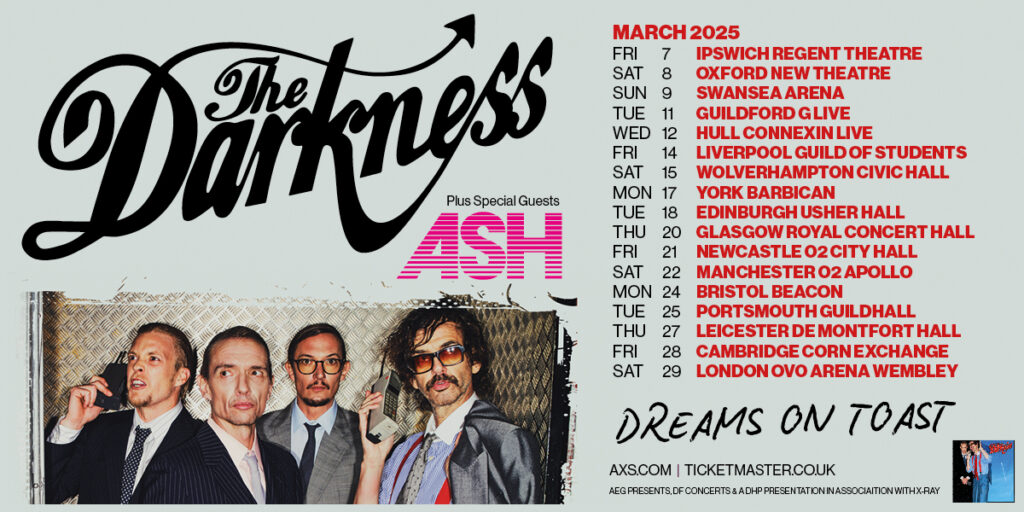 The
Darkness
Plus Special Guests
ASH
MARCH 2025
FRI 7 IPSWICH REGENT THEATRE
SAT 8 OXFORD NEW THEATRE
SUN 9 SWANSEA ARENA
TUE 11 GUILDFORD G LIVE
WED 12 HULL CONNEXIN LIVE
FRI 14 LIVERPOOL GUILD OF STUDENTS
SAT 15 WOLVERHAMPTON CIVIC HALL
MON 17 YORK BARBICAN
TUE 18 EDINBURGH USHER HALL
THU 20 GLASGOW ROYAL CONCERT HALL
FRI 21 NEWCASTLE O2 CITY HALL
SAT 22 MANCHESTER O2 APOLLO
MON 24 BRISTOL BEACON
TUE 25 PORTSMOUTH GUILDHALL
THU 27 LEICESTER DE MONTFORT HALL
FRI 28 CAMBRIDGE CORN EXCHANGE
SAT 29 LONDON OVO ARENA WEMBLEY
DREAMS ON TOAST
AXS.COM | TICKETMASTER.CO.UK
AEG PRESENTS, DF CONCERTS & A DHP PRESENTATION IN ASSOCIAITION WITH X-RAY